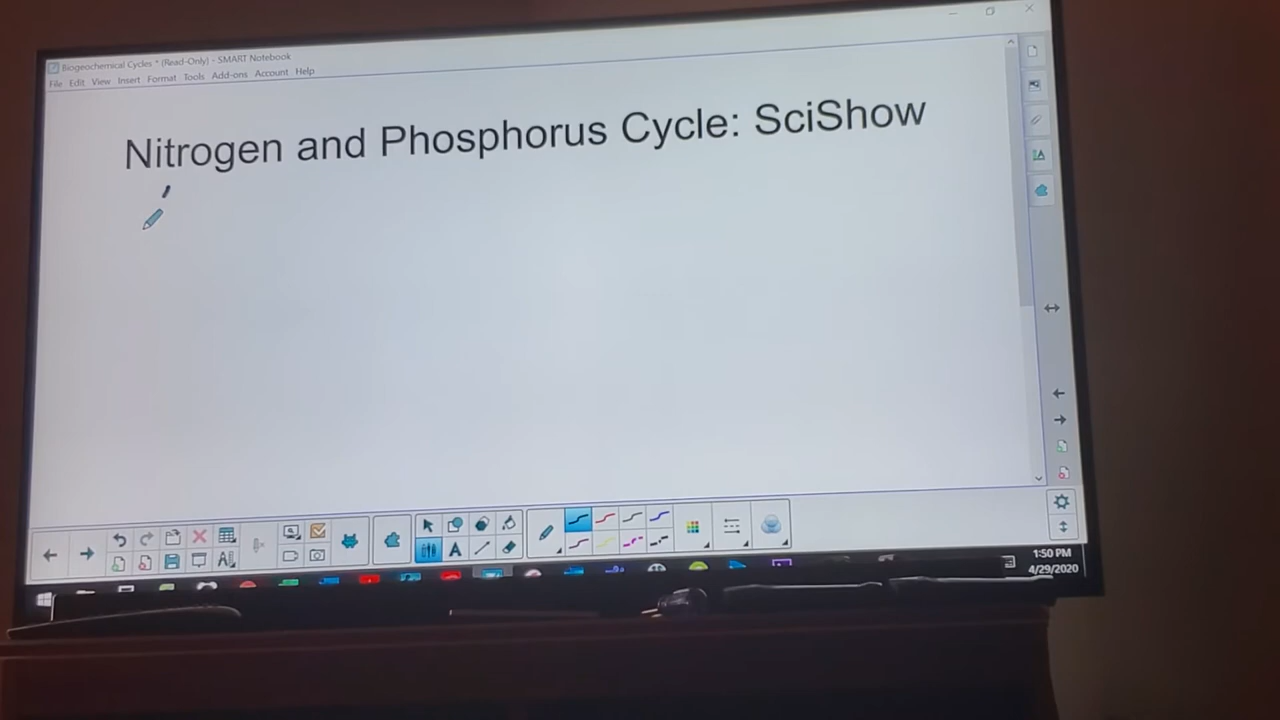 Biogeochemical Cycles * (Read-Only) - SMART Notebook
File Edit View Insert Format Tools Add-ons Account Help
Nitrogen and Phosphorus Cycle: SciShow
1:50 PM
4/29/2020